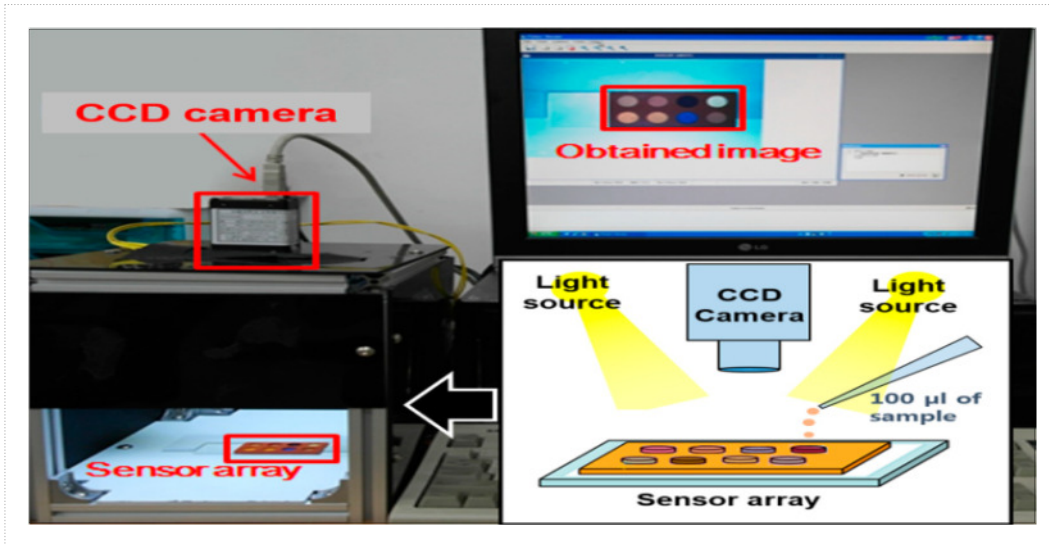 CCD camera
Obtained image
LG
Sensor array
Light
source
CCD
Camera
Light
source
100 µl of
sample
Sensor array